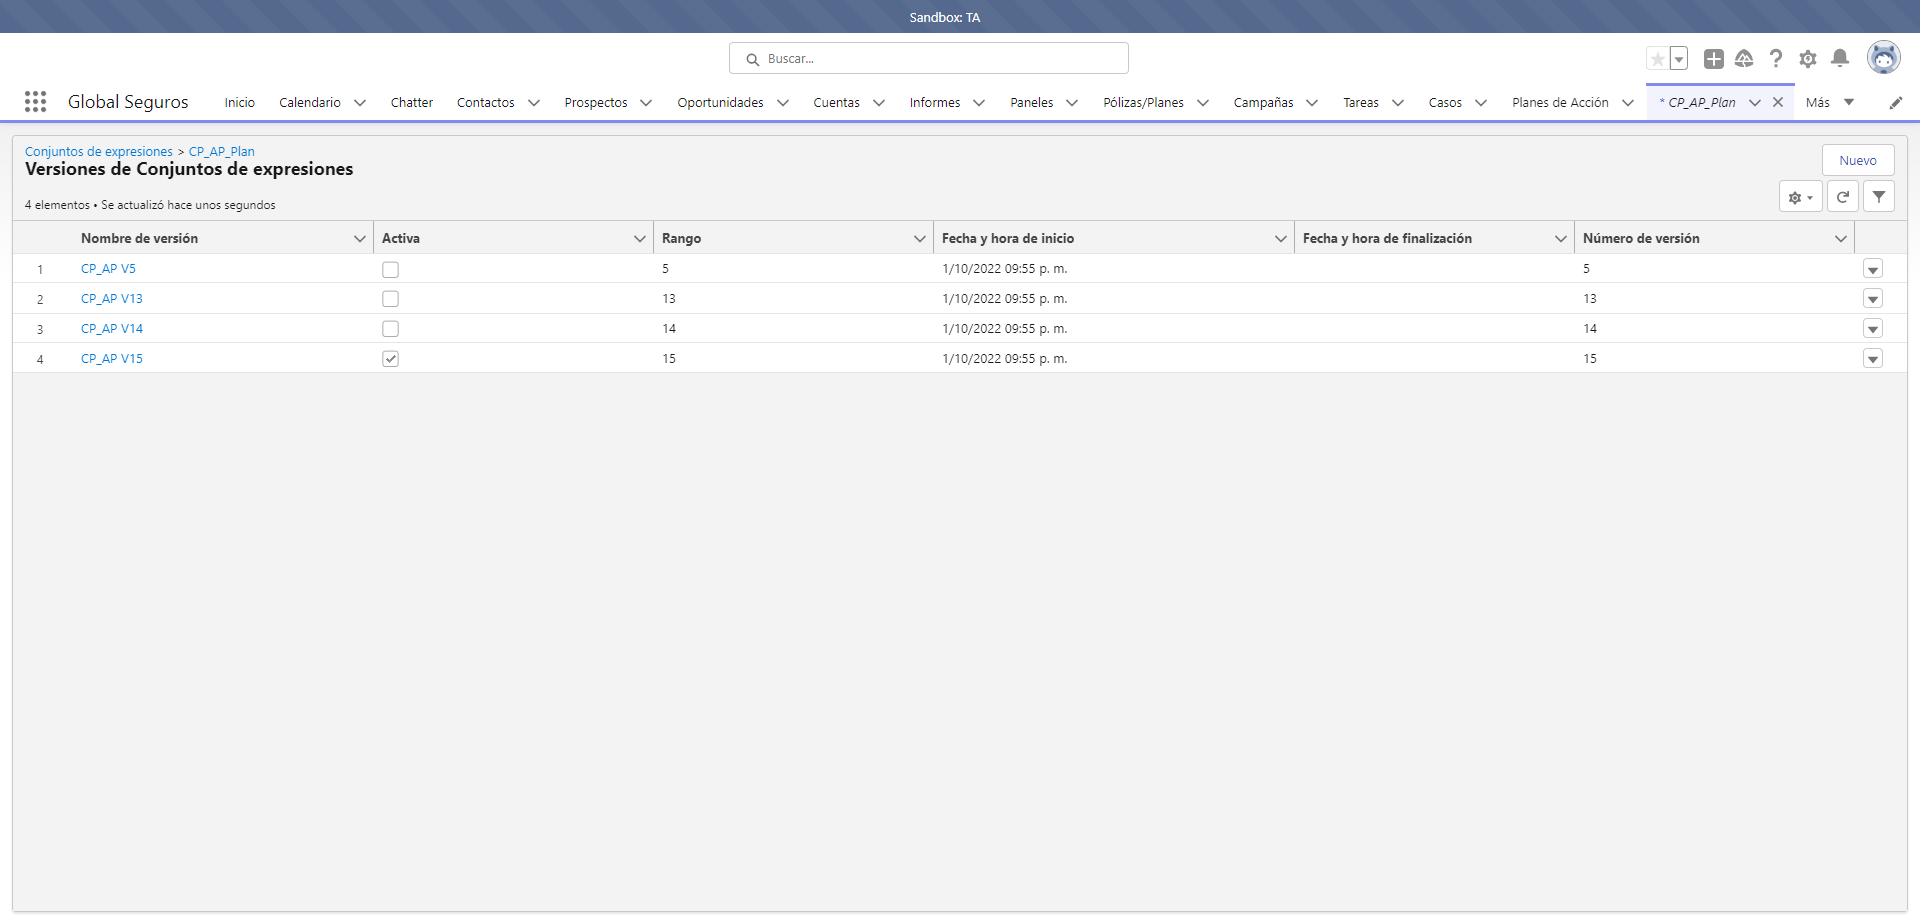 Sandbox: TA
Buscar...
Global Seguros Inicio Calendario Chatter Contactos Prospectos Oportunidades Cuentas Informes Paneles Pólizas/Planes Campañas Tareas Casos Planes de Acción * CP_AP_Plan Más
Conjuntos de expresiones > CP_AP_Plan
Versiones de Conjuntos de expresiones
Nuevo
4 elementos • Se actualizó hace unos segundos
Nombre de versión Activa Rango Fecha y hora de inicio Fecha y hora de finalización Número de versión
1 CP_AP V5 5 1/10/2022 09:55 p. m. 5
2 CP_AP V13 13 1/10/2022 09:55 p. m. 13
3 CP_AP V14 14 1/10/2022 09:55 p. m. 14
4 CP_AP V15 15 1/10/2022 09:55 p. m. 15